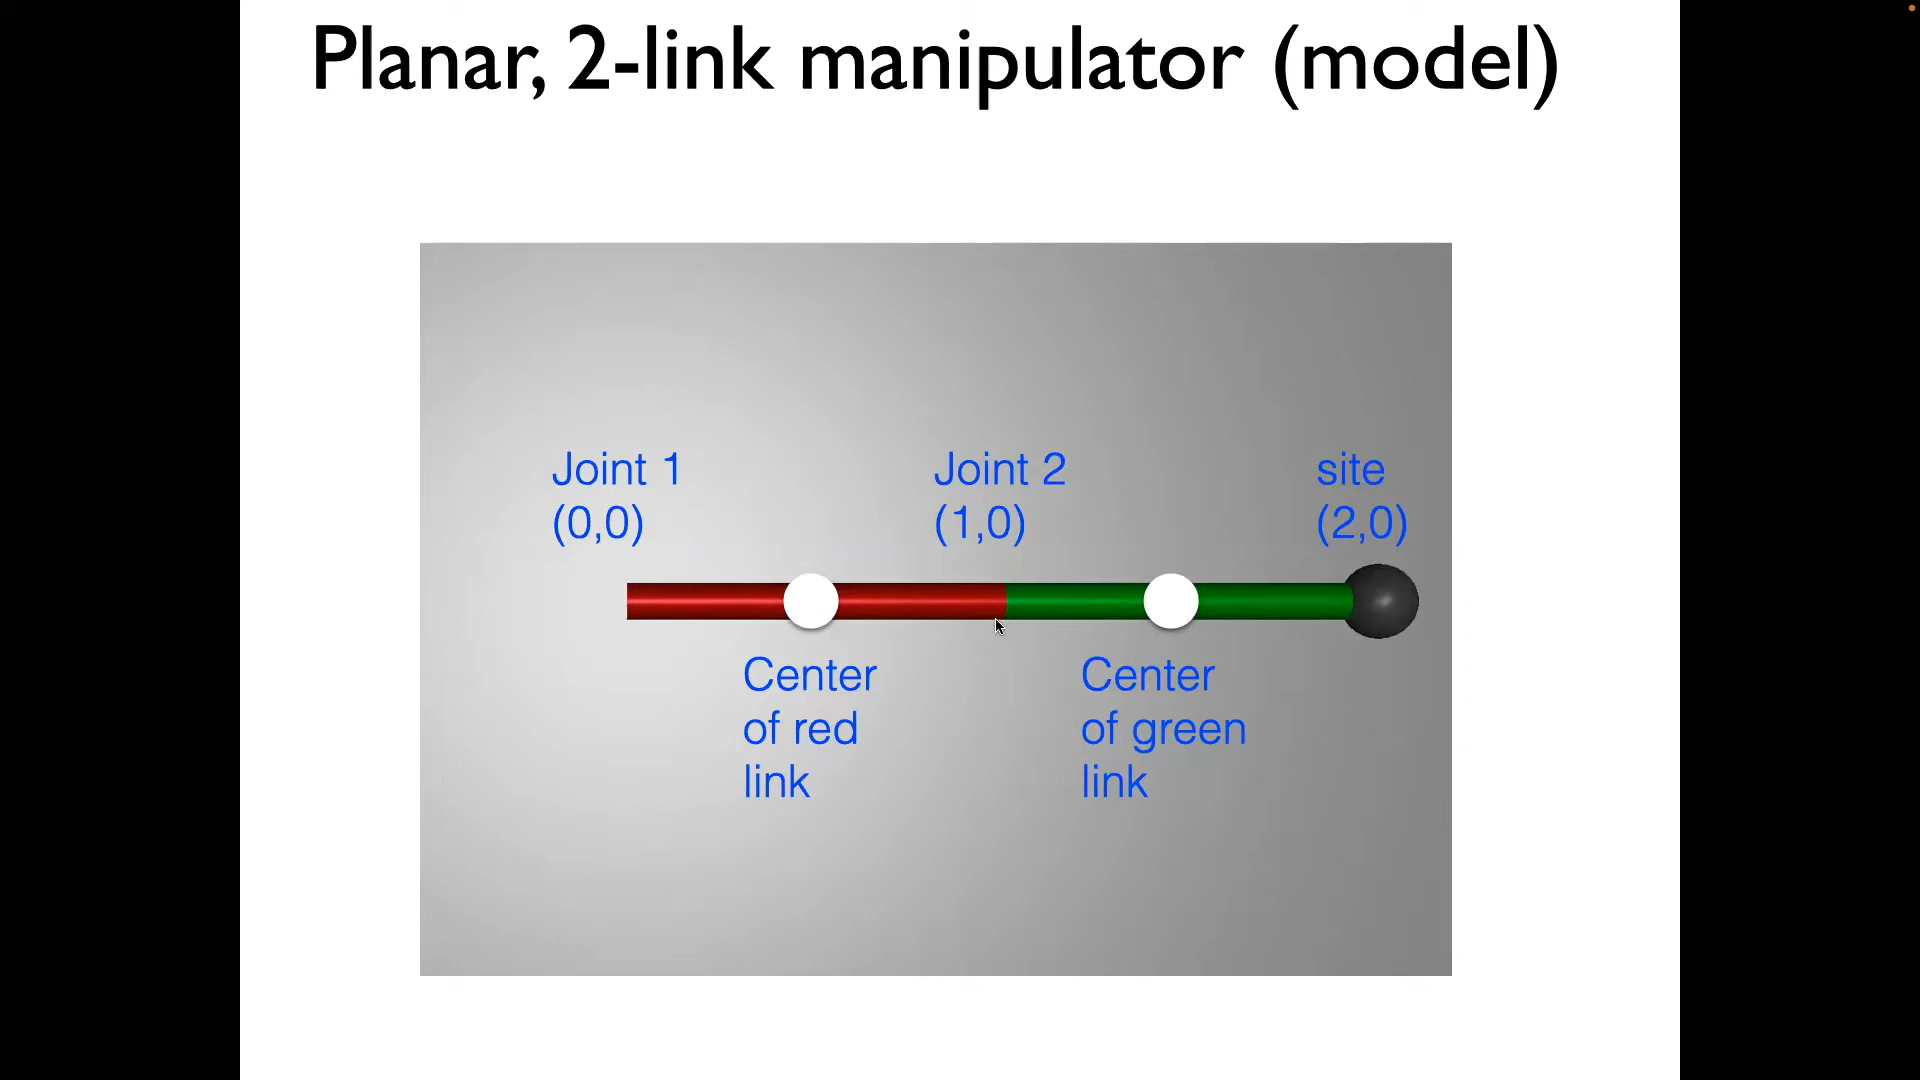 Planar, 2-link manipulator (model)
Joint 1
(0,0)
Joint 2
(1,0)
site
(2,0)
Center
of red
link
Center
of green
link